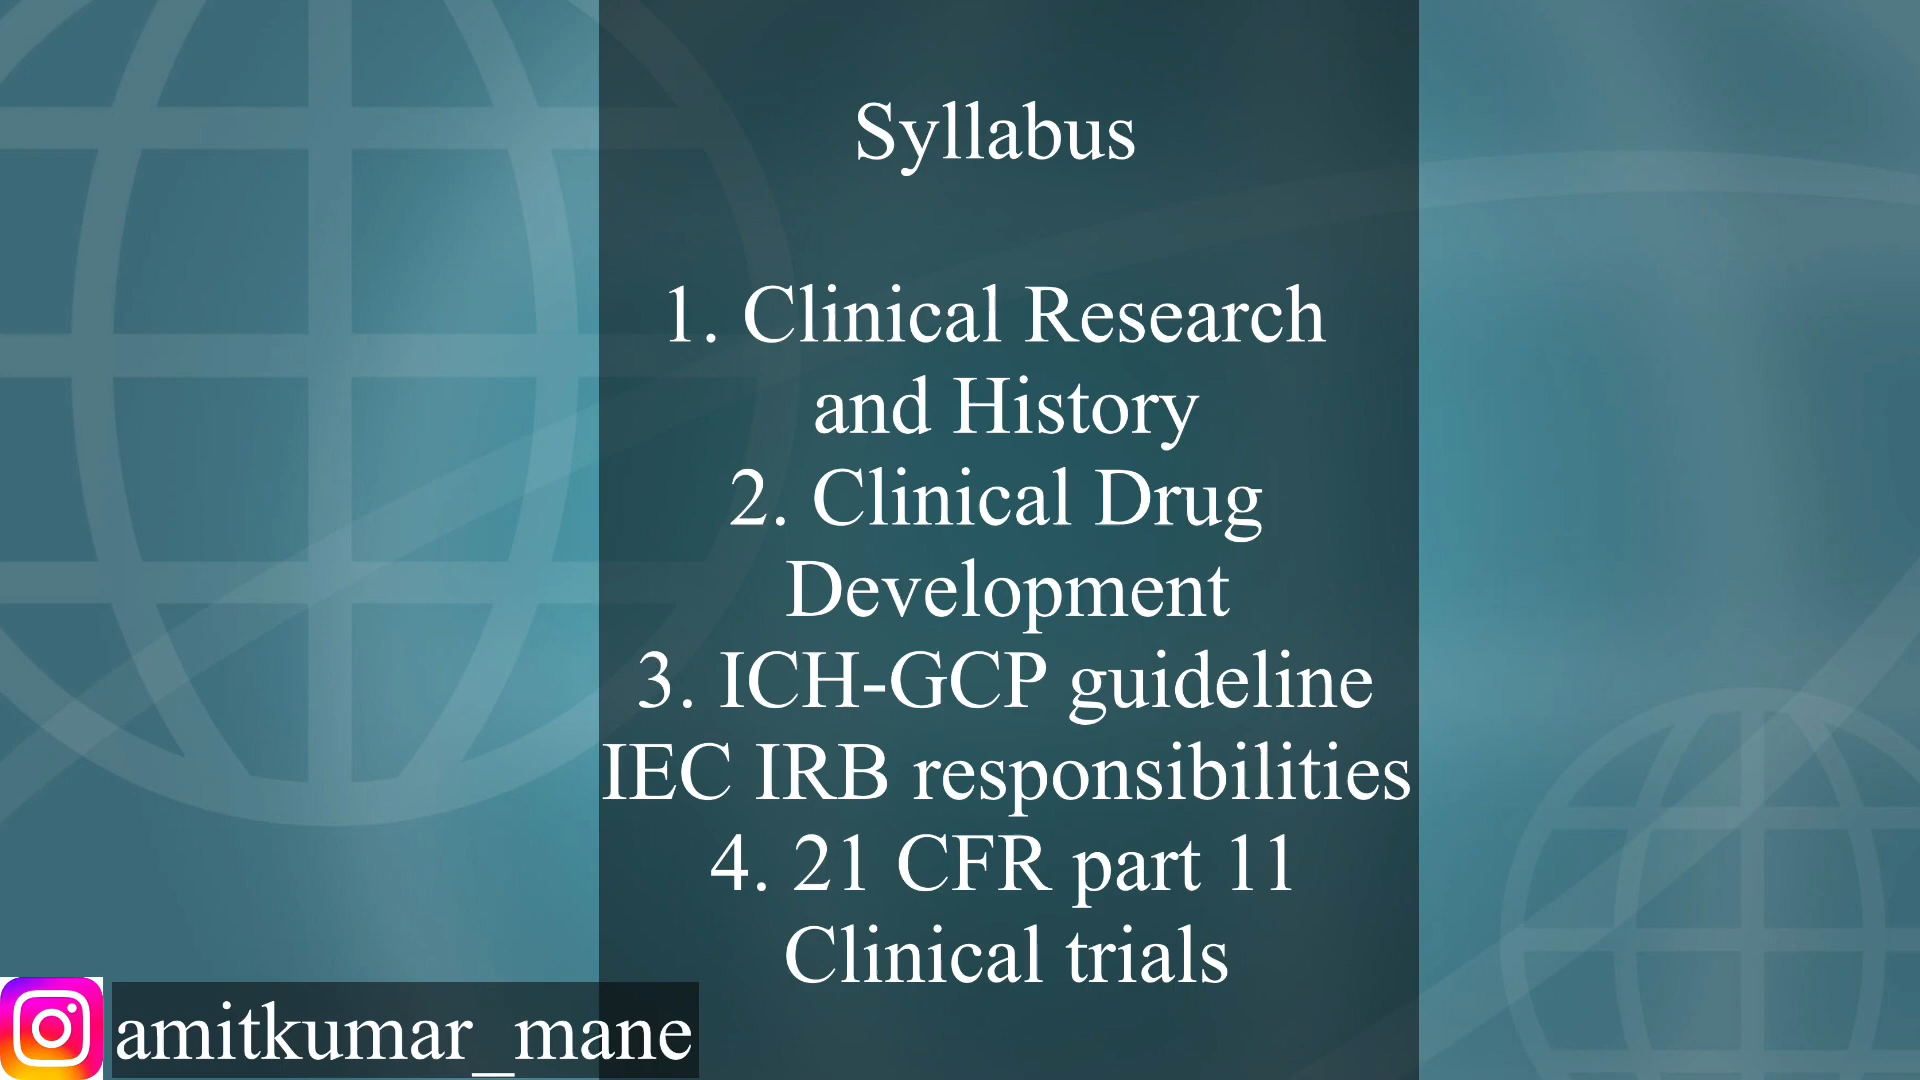 Syllabus
1. Clinical Research
and History
2. Clinical Drug
Development
3. ICH-GCP guideline
IEC IRB responsibilities
4. 21 CFR part 11
Clinical trials
amitkumar_mane